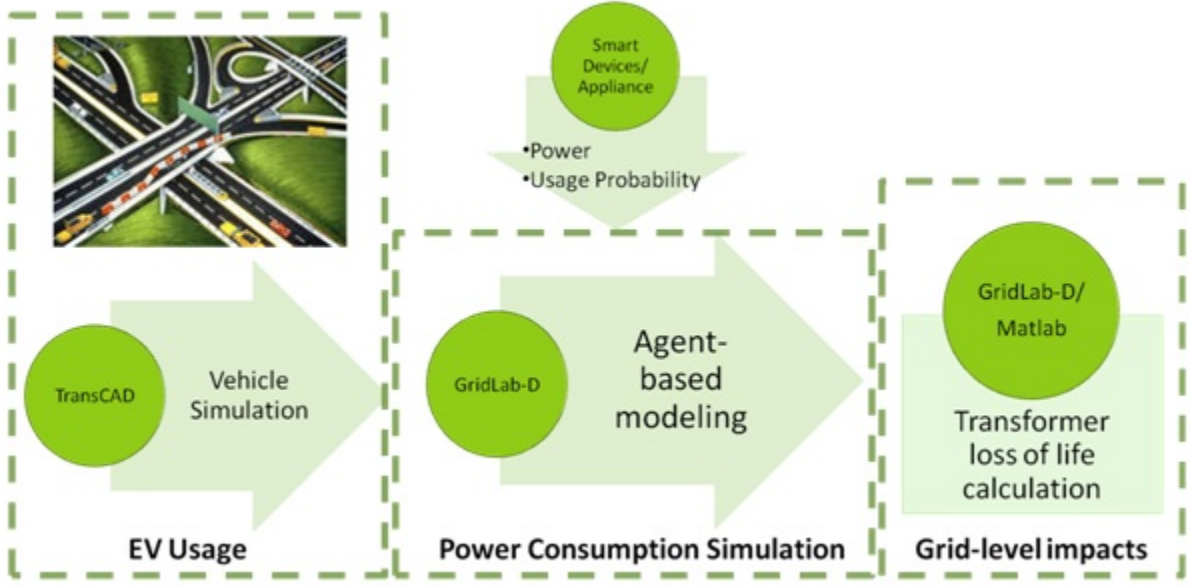 Smart
Devices/
Appliance
•Power
•Usage Probability
TransCAD
Vehicle
Simulation
EV Usage
GridLab-D
Agent-
based
modeling
Power Consumption Simulation
GridLab-D/
Matlab
Transformer
loss of life
calculation
Grid-level impacts